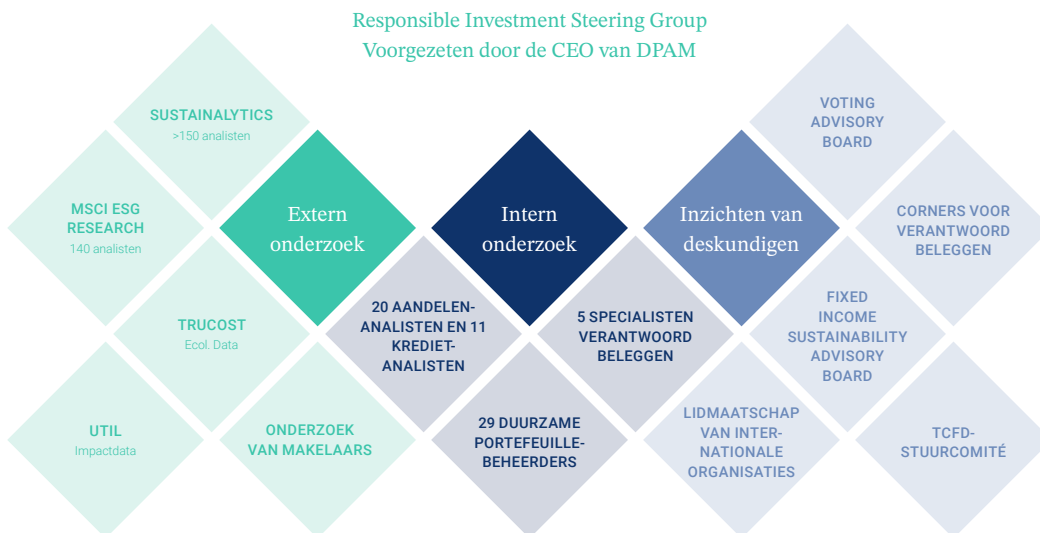 Responsible Investment Steering Group
Voorgezeten door de CEO van DPAM
SUSTAINALYTICS
>150 analisten
MSCI ESG
RESEARCH
140 analisten
Extern
onderzoek
TRUCOST
Ecol. Data
UTIL
Impactdata
ONDERZOEK
VAN MAKELAARS
Intern
onderzoek
20 AANDELEN-
ANALISTEN EN 11
KREDIET-
ANALISTEN
5 SPECIALISTEN
VERANTWOORD
BELEGGEN
29 DUURZAME
PORTEFEUILLE-
BEHEERDERS
Inzichten van
deskundigen
VOTING
ADVISORY
BOARD
CORNERS VOOR
VERANTWOORD
BELEGGEN
FIXED
INCOME
SUSTAINABILITY
ADVISORY
BOARD
LIDMAATSCHAP
VAN INTER-
NATIONALE
ORGANISATIES
TCFD-
STUURCOMITÉ